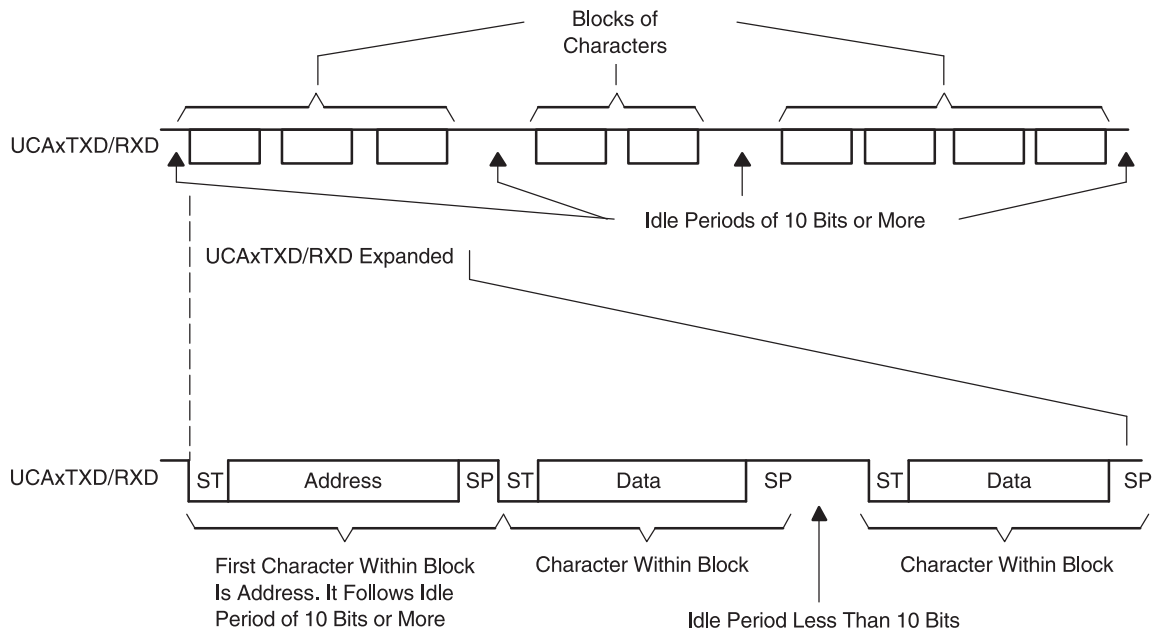 Blocks of
Characters
UCAxTXD/RXD
Idle Periods of 10 Bits or More
UCAxTXD/RXD Expanded
UCAxTXD/RXD
ST
Address
SP
ST
Data
SP
ST
Data
SP
First Character Within Block
Is Address. It Follows Idle
Period of 10 Bits or More
Character Within Block
Character Within Block
Idle Period Less Than 10 Bits